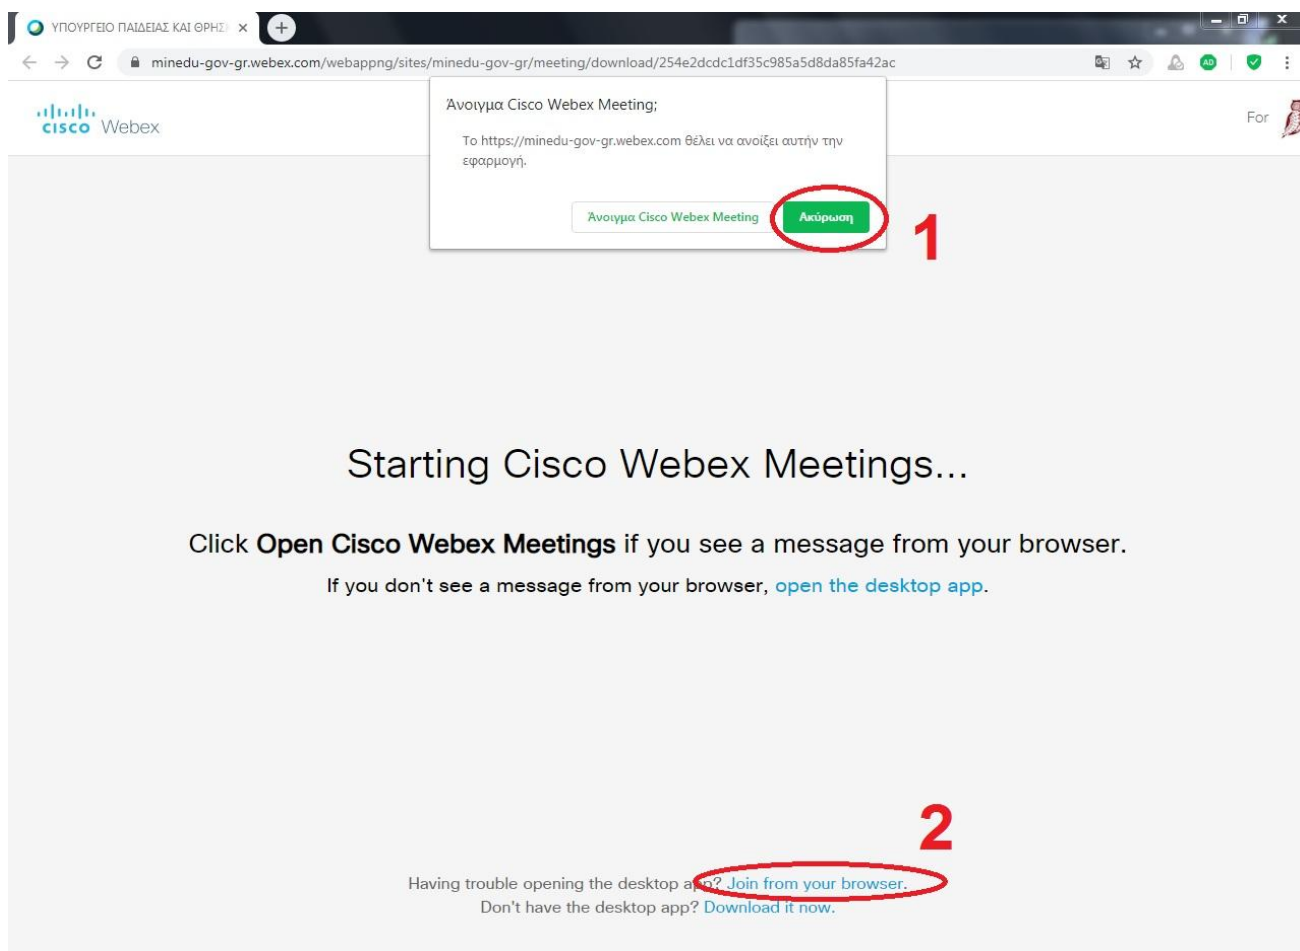 ΥΠΟΥΡΓΕΙΟ ΠΑΙΔΕΙΑΣ ΚΑΙ ΘΡΗΣ
minedu-gov-gr.webex.com/webappng/sites/minedu-gov-gr/meeting/download/254e2dcdc1df35c985a5d8da85fa42ac
AD
cisco Webex
For
Άνοιγμα Cisco Webex Meeting;
Το https://minedu-gov-gr.webex.com θέλει να ανοίξει αυτήν την
εφαρμογή.
Άνοιγμα Cisco Webex Meeting
Ακύρωση
1
Starting Cisco Webex Meetings...
Click Open Cisco Webex Meetings if you see a message from your browser.
If you don't see a message from your browser, open the desktop app.
2
Having trouble opening the desktop app? Join from your browser.
Don't have the desktop app? Download it now.